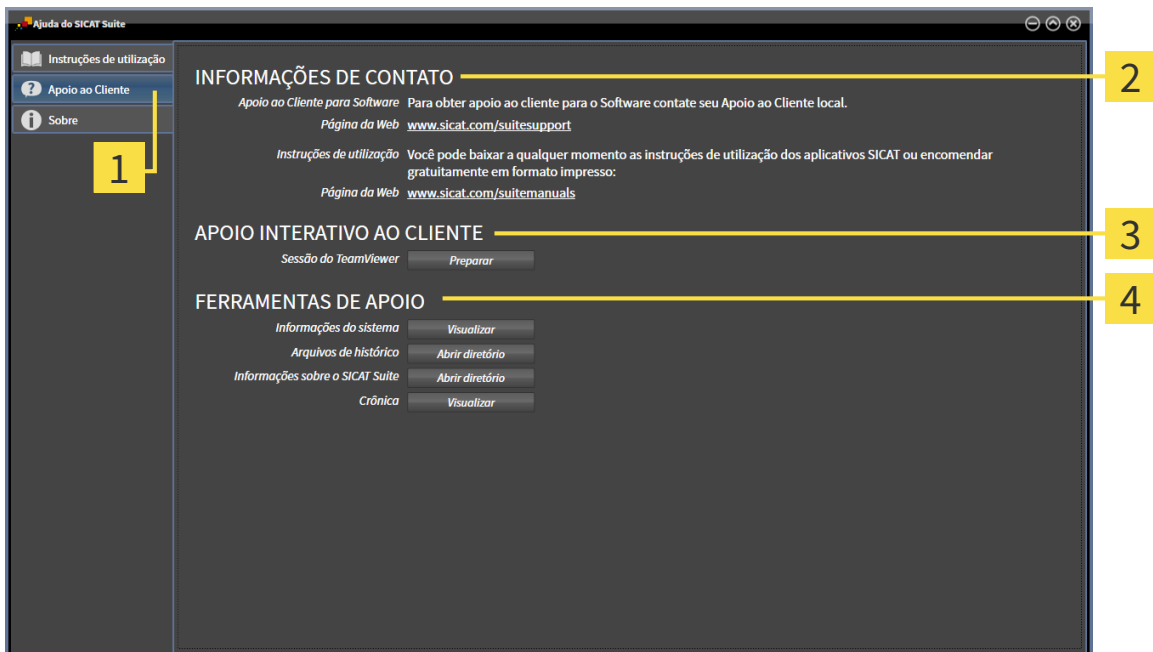 Ajuda do SICAT Suite
Instruções de utilização
Apoio ao Cliente
Sobre
1
INFORMAÇÕES DE CONTATO
2
Apoio ao Cliente para Software Para obter apoio ao cliente para o Software contate seu Apoio ao Cliente local.
Página da Web www.sicat.com/suitesupport
Instruções de utilização Você pode baixar a qualquer momento as instruções de utilização dos aplicativos SICAT ou encomendar
gratuitamente em formato impresso:
Página da Web www.sicat.com/suitemanuals
APOIO INTERATIVO AO CLIENTE
3
Sessão do TeamViewer Preparar
FERRAMENTAS DE APOIO
4
Informações do sistema Visualizar
Arquivos de histórico Abrir diretório
Informações sobre o SICAT Suite Abrir diretório
Crônica Visualizar